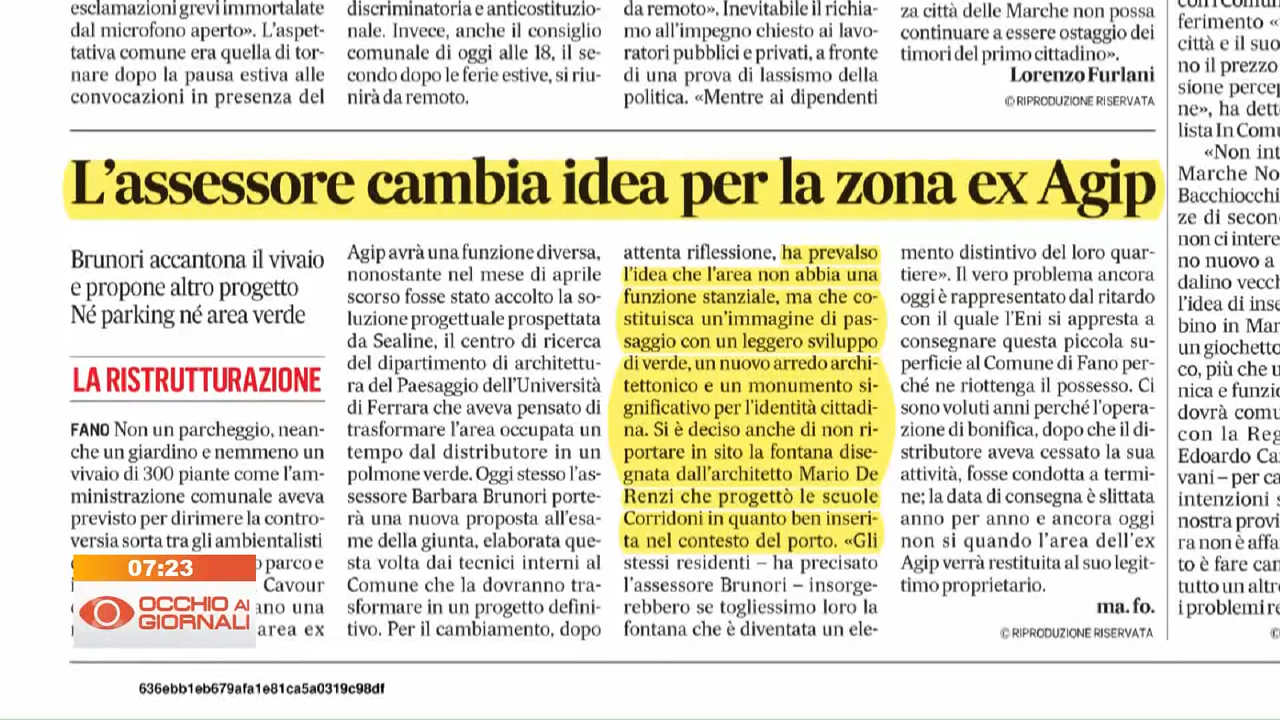 esclamazioni grevi immortalate
dal microfono aperto». L'aspet-
tativa comune era quella di tor-
nare dopo la pausa estiva alle
convocazioni in presenza del
discriminatoria e anticostituzio-
nale. Invece, anche il consiglio
comunale di oggi alle 18, il se-
condo dopo le ferie estive, si riu-
nirà da remoto.
da remoto». Inevitabile il richia-
mo all'impegno chiesto ai lavo-
ratori pubblici e privati, a fronte
di una prova di lassismo della
politica. «Mentre ai dipendenti
za città delle Marche non possa
continuare a essere ostaggio dei
timori del primo cittadino».
Lorenzo Furlani
© RIPRODUZIONE RISERVATA
L'assessore cambia idea per la zona ex Agip
Brunori accantona il vivaio
e propone altro progetto
Né parking né area verde
LA RISTRUTTURAZIONE
FANO Non un parcheggio, nean-
che un giardino e nemmeno un
vivaio di 300 piante come l'am-
ministrazione comunale aveva
previsto per dirimere la contro-
versia sorta tra gli ambientalisti
parco e
Cavour
ano una
area ex
Agip avrà una funzione diversa,
nonostante nel mese di aprile
scorso fosse stato accolto la so-
luzione progettuale prospettata
da Sealine, il centro di ricerca
del dipartimento di architettu-
ra del Paesaggio dell'Università
di Ferrara che aveva pensato di
trasformare l'area occupata un
tempo dal distributore in un
polmone verde. Oggi stesso l'as-
sessore Barbara Brunori porte-
rà una nuova proposta all'esa-
me della giunta, elaborata que-
sta volta dai tecnici interni al
Comune che la dovranno tra-
sformare in un progetto defini-
tivo. Per il cambiamento, dopo
attenta riflessione, ha prevalso
l'idea che l'area non abbia una
funzione stanziale, ma che co-
stituisca un'immagine di pas-
saggio con un leggero sviluppo
di verde, un nuovo arredo archi-
tettonico e un monumento si-
gnificativo per l'identità cittadi-
na. Si è deciso anche di non ri-
portare in sito la fontana dise-
gnata dall'architetto Mario De
Renzi che progettò le scuole
Corridoni in quanto ben inseri-
ta nel contesto del porto. «Gli
stessi residenti – ha precisato
l'assessore Brunori – insorge-
rebbero se togliessimo loro la
fontana che è diventata un ele-
mento distintivo del loro quar-
tiere». Il vero problema ancora
oggi è rappresentato dal ritardo
con il quale l'Eni si appresta a
consegnare questa piccola su-
perficie al Comune di Fano per-
ché ne riottenga il possesso. Ci
sono voluti anni perché l'opera-
zione di bonifica, dopo che il di-
stributore aveva cessato la sua
attività, fosse condotta a termi-
ne; la data di consegna è slittata
anno per anno e ancora oggi
non si quando l'area dell'ex
Agip verrà restituita al suo legit-
timo proprietario.
ma. fo.
© RIPRODUZIONE RISERVATA
ferimento «
città e il suo
no il prezzo
sione percep
ne», ha dett
lista In Comu
«Non int
Marche No
Bacchiocchi
ze di secon
non ci intere
no nuovo a
dalino vecch
l'idea di inse
bino in Mar
un giochetto
co, più che u
nica e funzio
dovrà comu
con la Reg
Edoardo Car
vani – per ca
intenzioni s
nostra provi
ra non è affa
to è fare can
tutto un altr
i problemi re
©
07:23
OCCHIO AI
GIORNALI
636ebb1eb679afa1e81ca5a0319c98df